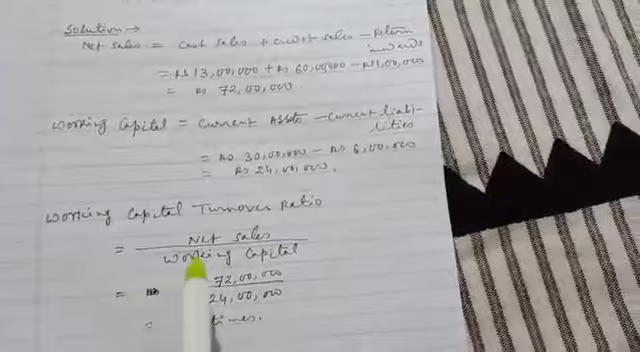 Solution →
Net sales = Cash sales + credit sales - Return
inwards
= Rs 13,00,000 + Rs 60,00,000 - Rs 1,00,000
= Rs 72,00,000.
Working Capital = Current Assets - Current liabi-
lities
= Rs 30,00,000 - Rs 6,00,000
= Rs 24,00,000.
Working Capital Turnover Ratio
= Net sales
Working Capital
= 72,00,000
24,00,000
= times.